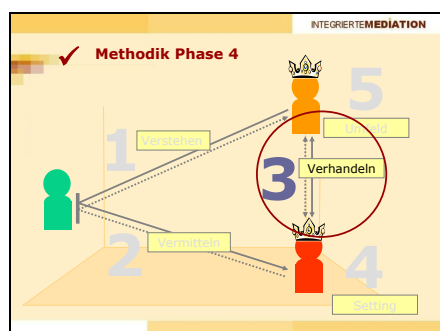 INTEGRIERTEMEDIATION
Methodik Phase 4
5
1
Verstehen
Umfeld
3
Verhandeln
2
Vermitteln
4
Setting